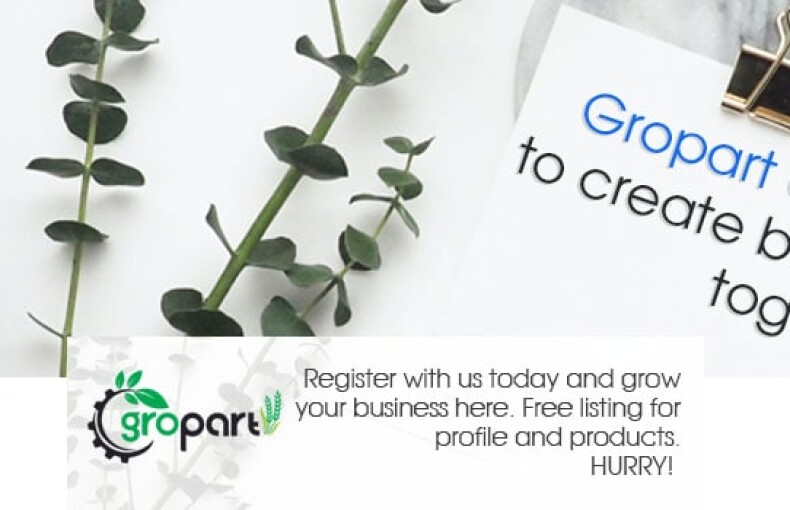 Gropart
to create
gropart
Register with us today and grow
your business here. Free listing for
profile and products.
HURRY!